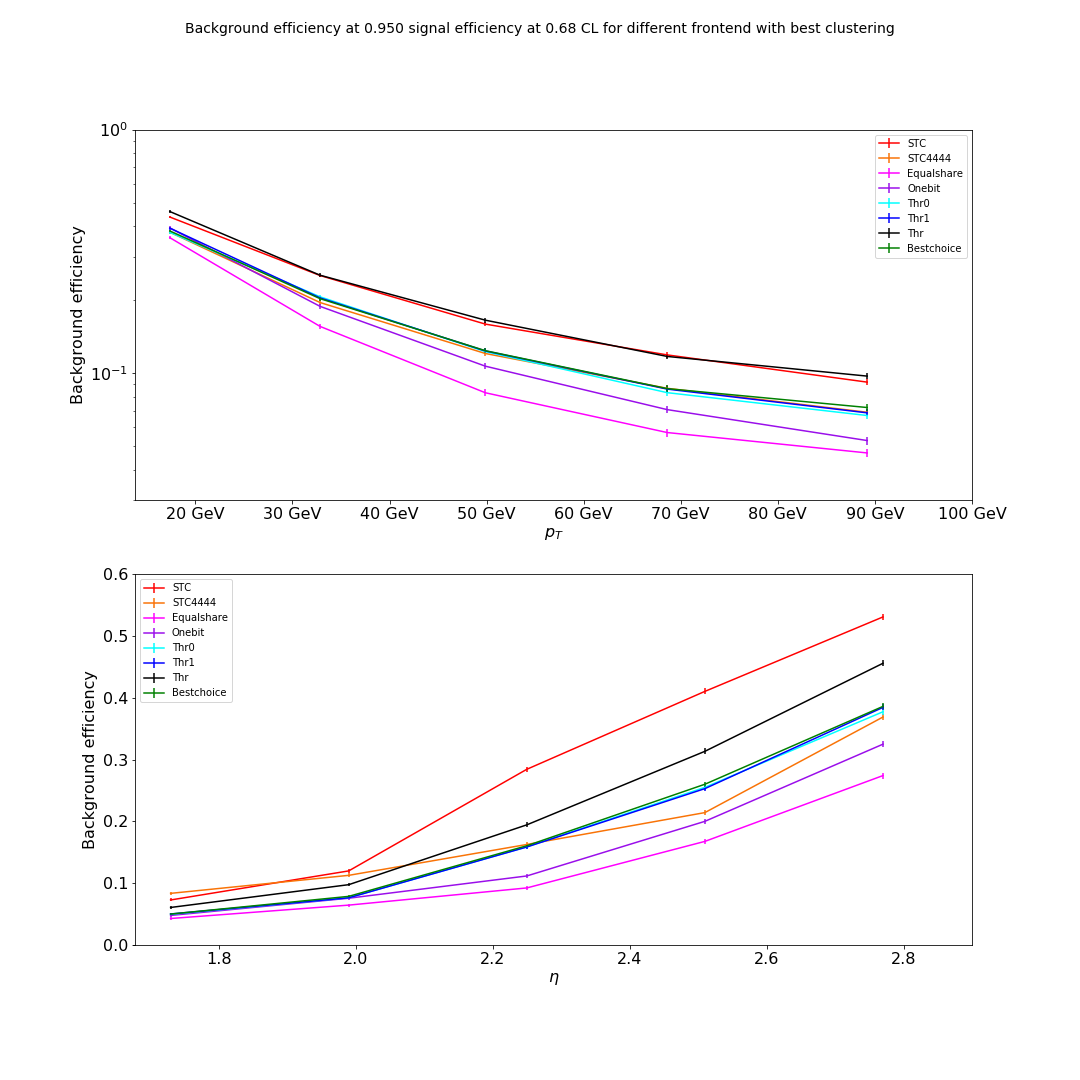 Background efficiency at 0.950 signal efficiency at 0.68 CL for different frontend with best clustering
10⁰
10⁻¹
Background efficiency
STC
STC4444
Equalshare
Onebit
Thr0
Thr1
Thr
Bestchoice
20 GeV 30 GeV 40 GeV 50 GeV 60 GeV 70 GeV 80 GeV 90 GeV 100 GeV
p_T
0.6
0.5
0.4
0.3
0.2
0.1
0.0
Background efficiency
STC
STC4444
Equalshare
Onebit
Thr0
Thr1
Thr
Bestchoice
1.8 2.0 2.2 2.4 2.6 2.8
η